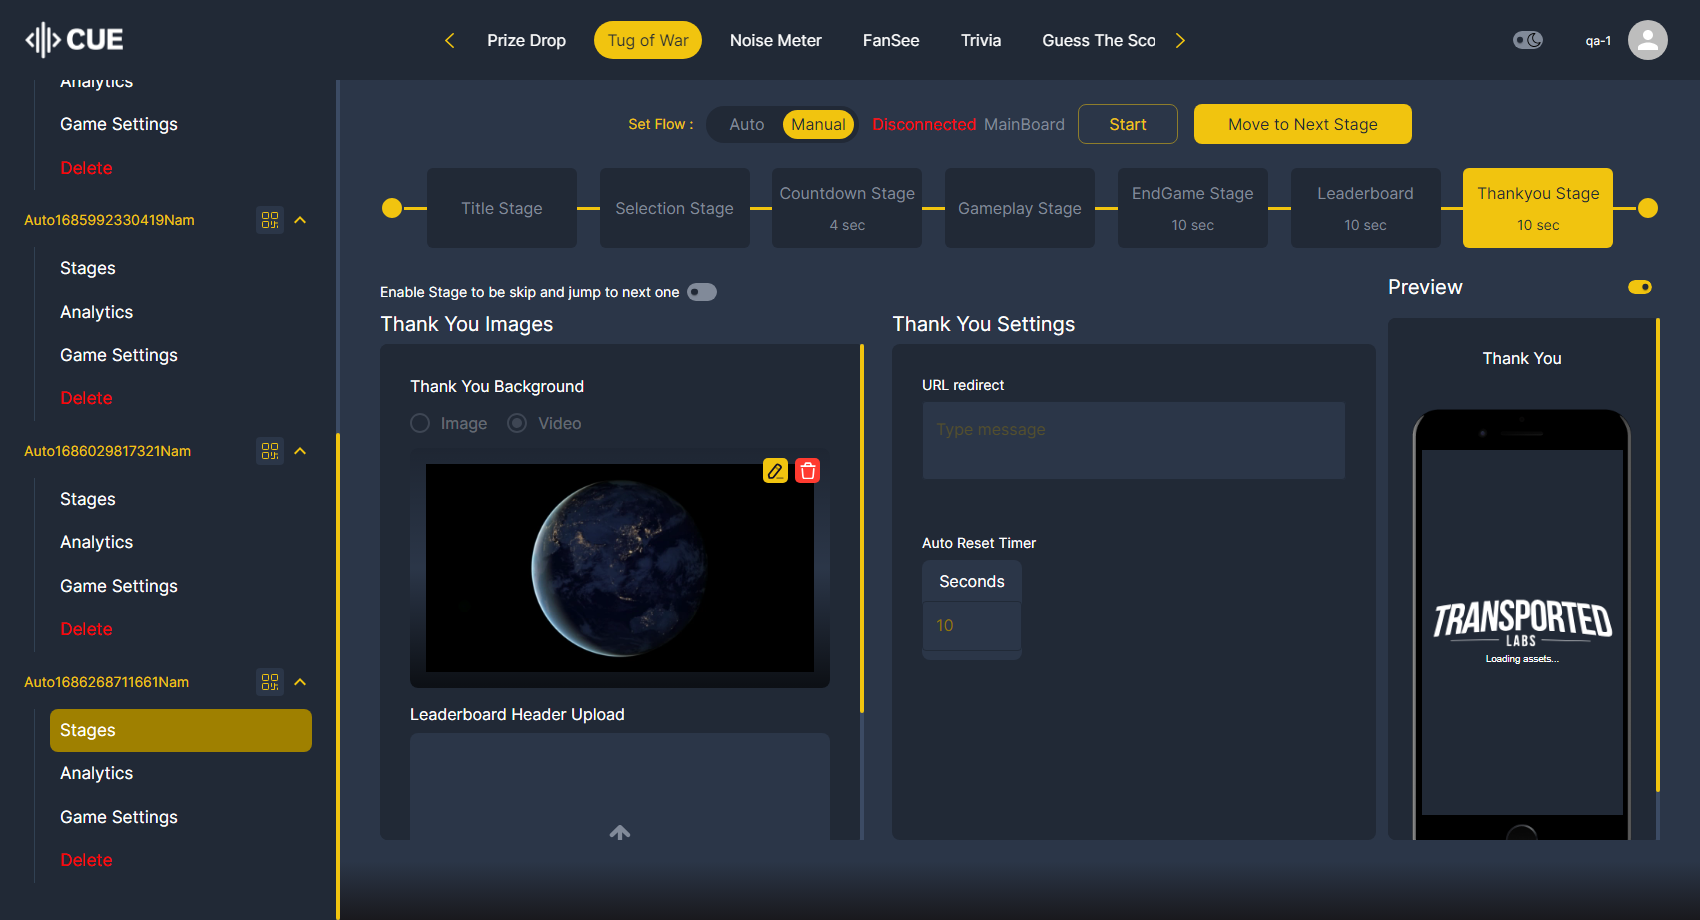 CUE
Prize Drop
Tug of War
Noise Meter
FanSee
Trivia
Guess The Sco
qa-1
Analytics
Game Settings
Delete
Auto1685992330419Nam
Stages
Analytics
Game Settings
Delete
Auto1686029817321Nam
Stages
Analytics
Game Settings
Delete
Auto1686268711661Nam
Stages
Analytics
Game Settings
Delete
Set Flow :
Auto
Manual
Disconnected MainBoard
Start
Move to Next Stage
Title Stage
Selection Stage
Countdown Stage
4 sec
Gameplay Stage
EndGame Stage
10 sec
Leaderboard
10 sec
Thankyou Stage
10 sec
Enable Stage to be skip and jump to next one
Thank You Images
Thank You Background
Image
Video
Leaderboard Header Upload
Thank You Settings
URL redirect
Type message
Auto Reset Timer
Seconds
10
Preview
Thank You
TRANSPORTED
LABS
Loading assets...